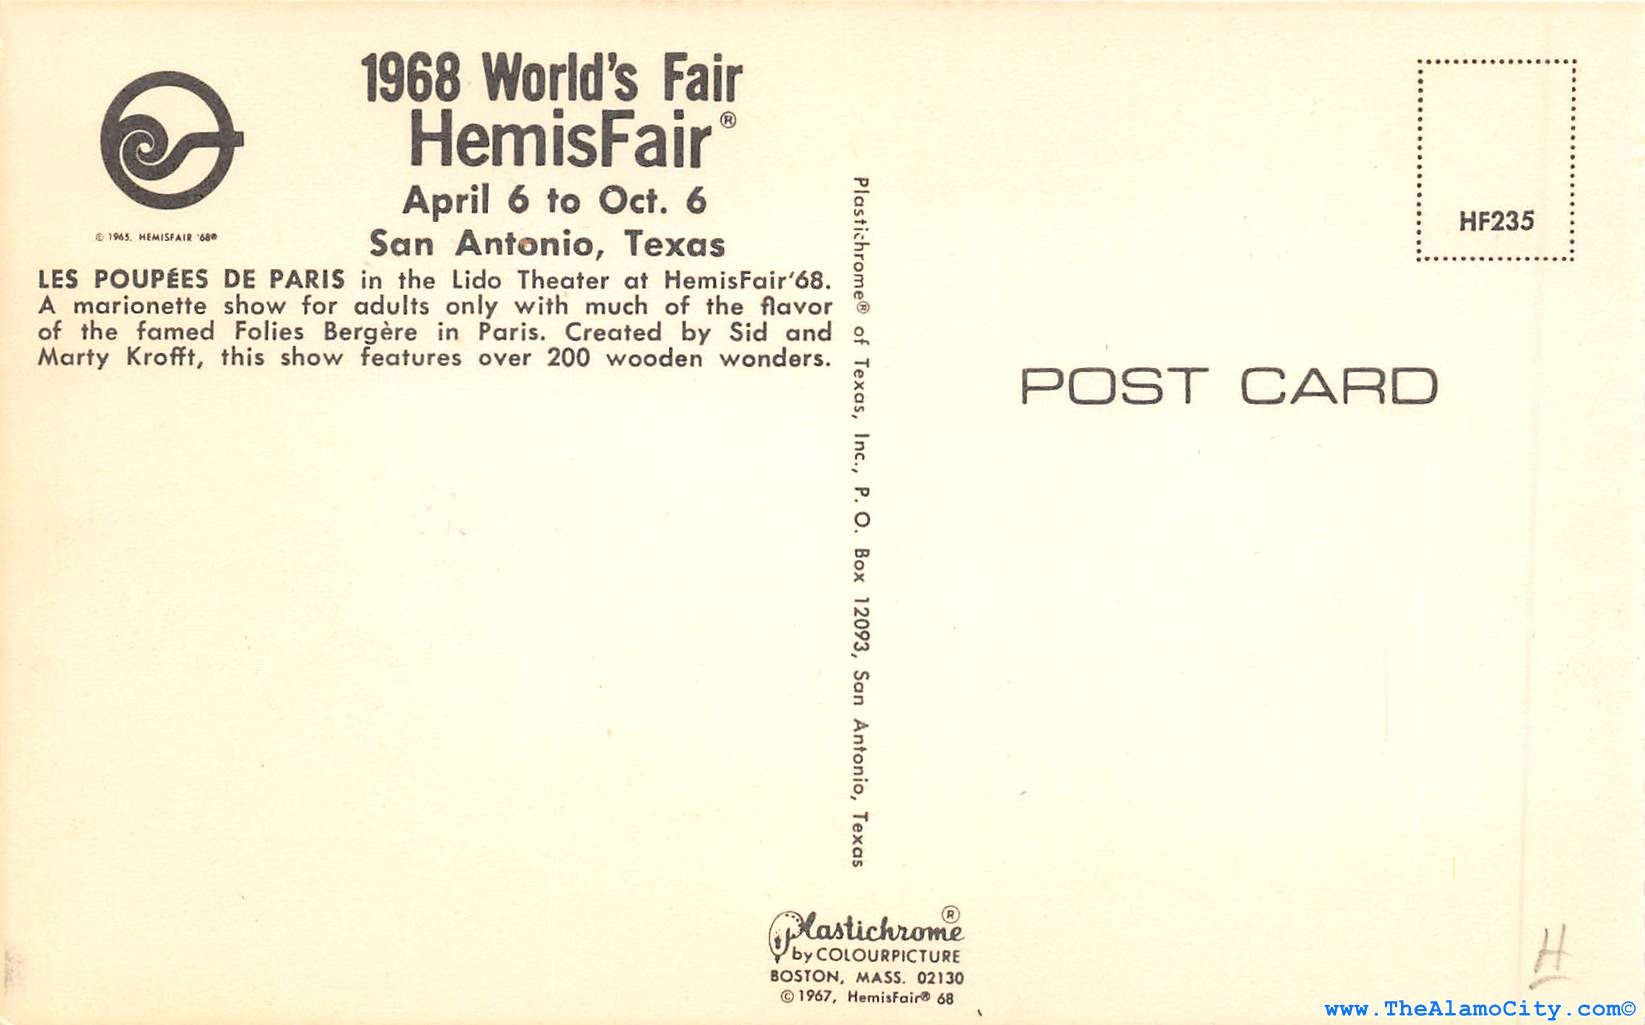 1968 World's Fair
HemisFair®
April 6 to Oct. 6
San Antonio, Texas
© 1965, HEMISFAIR '68®
LES POUPÉES DE PARIS in the Lido Theater at HemisFair'68.
A marionette show for adults only with much of the flavor
of the famed Folies Bergère in Paris. Created by Sid and
Marty Krofft, this show features over 200 wooden wonders.
Plastichrome® of Texas, Inc., P. O. Box 12093, San Antonio, Texas
HF235
POST CARD
Plastichrome®
by COLOURPICTURE
BOSTON, MASS. 02130
© 1967, HemisFair® 68
H
www.TheAlamoCity.com©